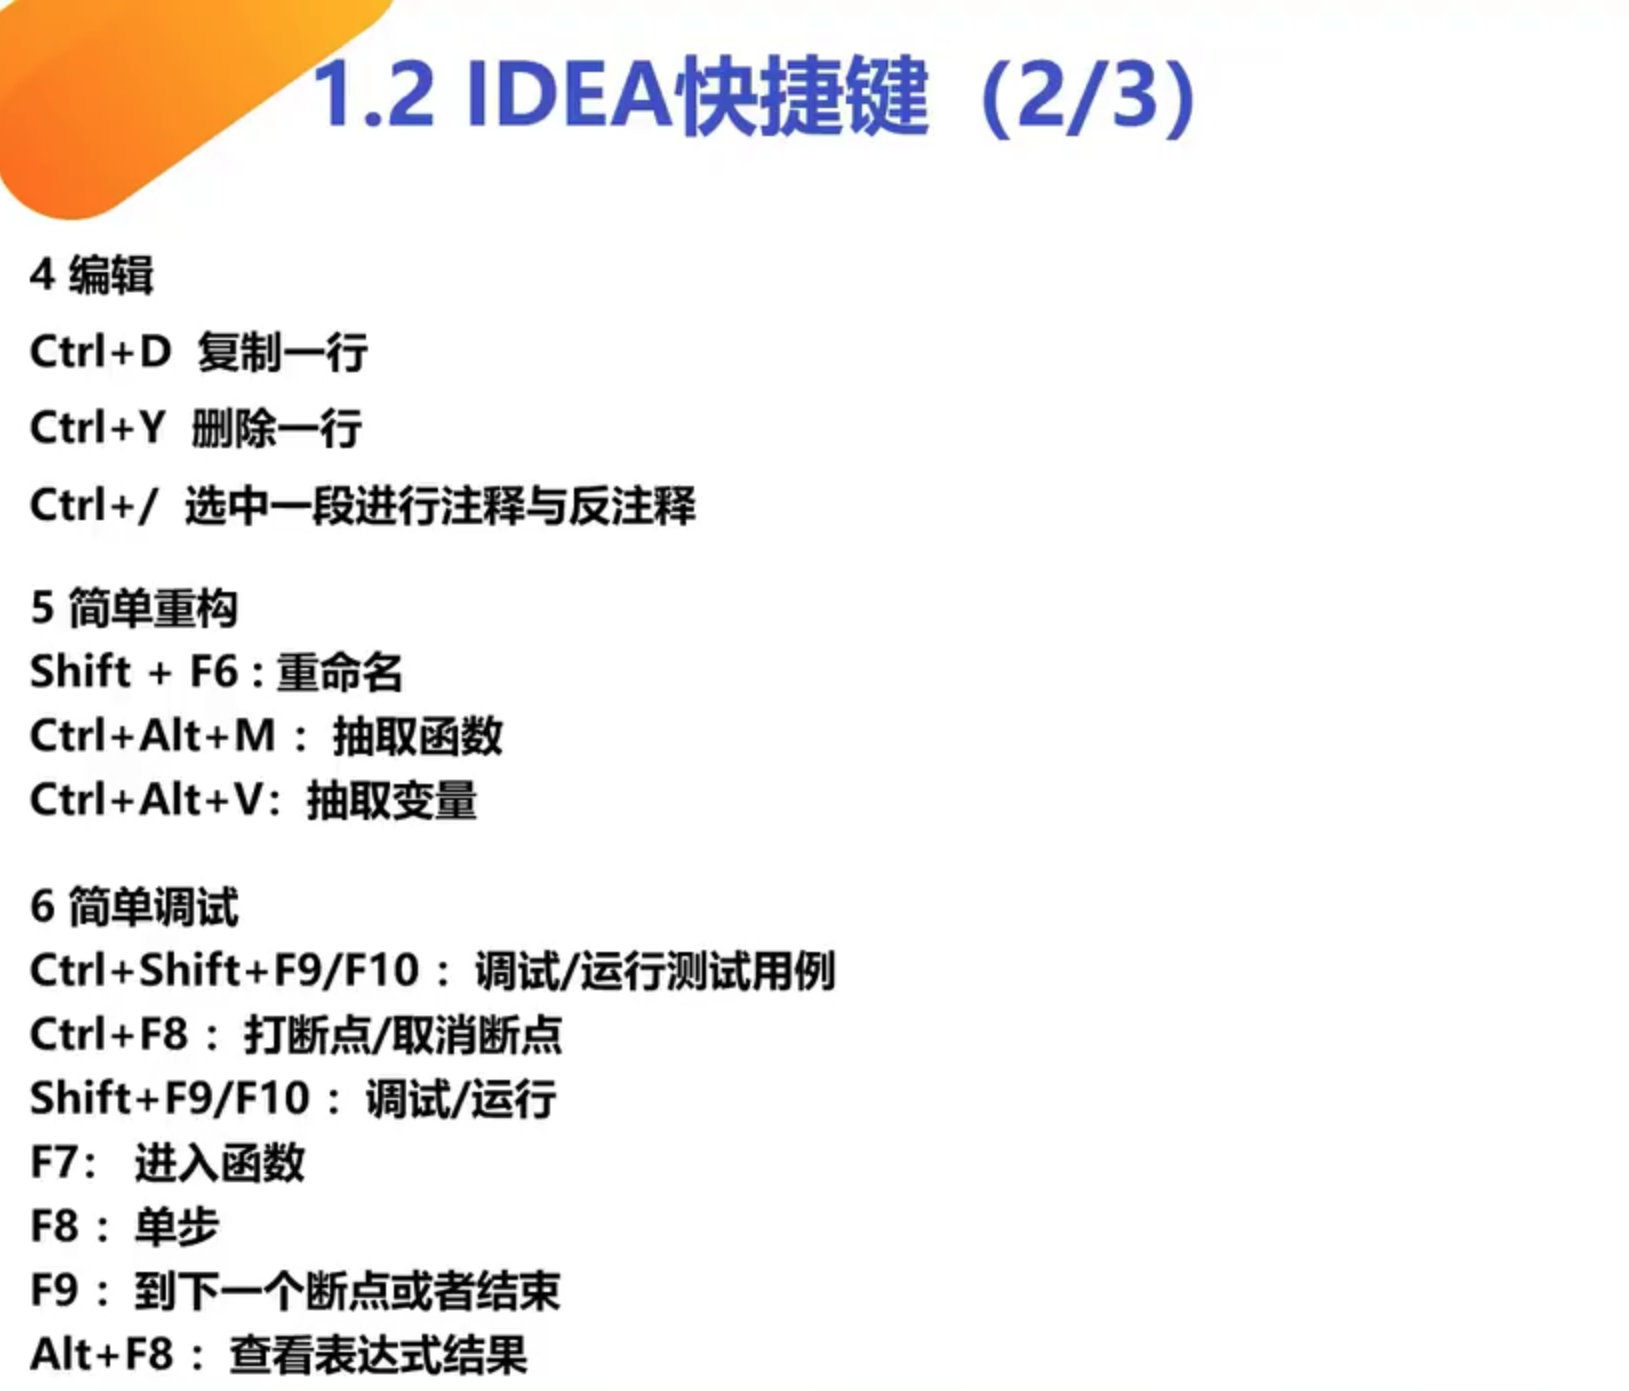 1.2 IDEA快捷键（2/3）
4 编辑
Ctrl+D 复制一行
Ctrl+Y 删除一行
Ctrl+/ 选中一段进行注释与反注释
5 简单重构
Shift + F6 : 重命名
Ctrl+Alt+M： 抽取函数
Ctrl+Alt+V： 抽取变量
6 简单调试
Ctrl+Shift+F9/F10： 调试/运行测试用例
Ctrl+F8： 打断点/取消断点
Shift+F9/F10： 调试/运行
F7： 进入函数
F8： 单步
F9： 到下一个断点或者结束
Alt+F8： 查看表达式结果